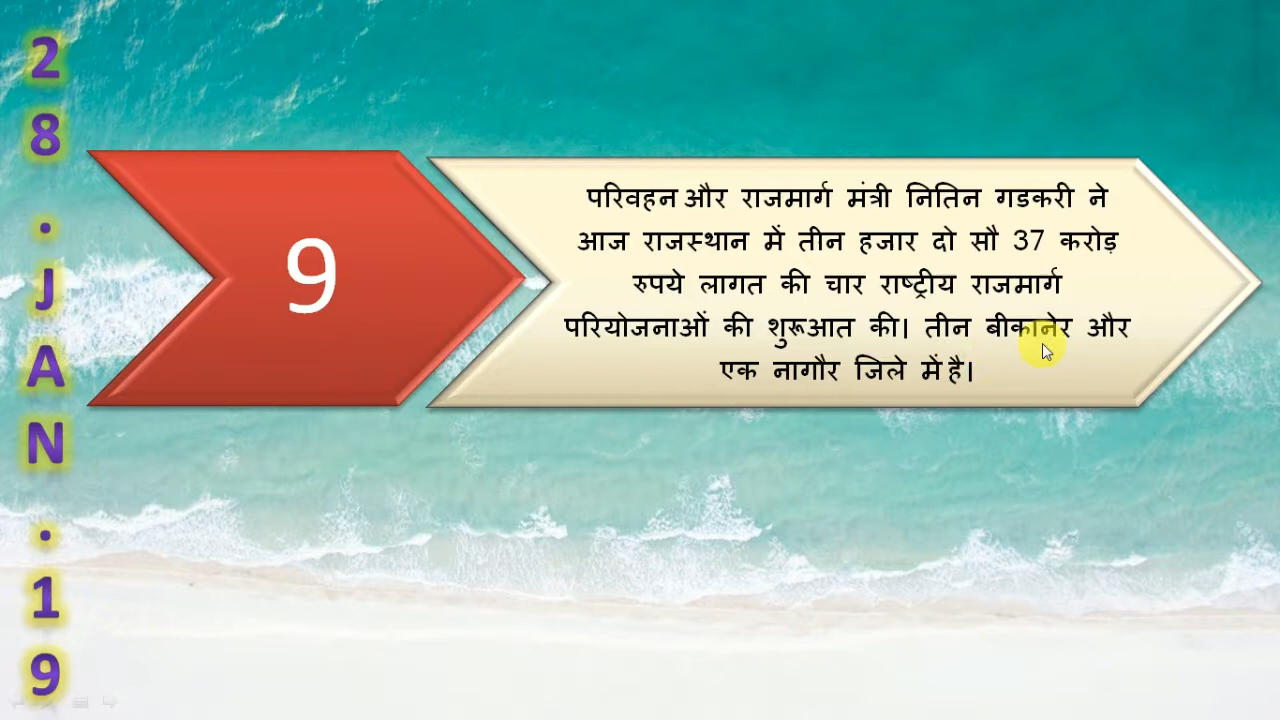 28.JAN.19
9
परिवहन और राजमार्ग मंत्री नितिन गडकरी ने
आज राजस्थान में तीन हजार दो सौ 37 करोड़
रुपये लागत की चार राष्ट्रीय राजमार्ग
परियोजनाओं की शुरूआत की। तीन बीकानेर और
एक नागौर जिले में है।